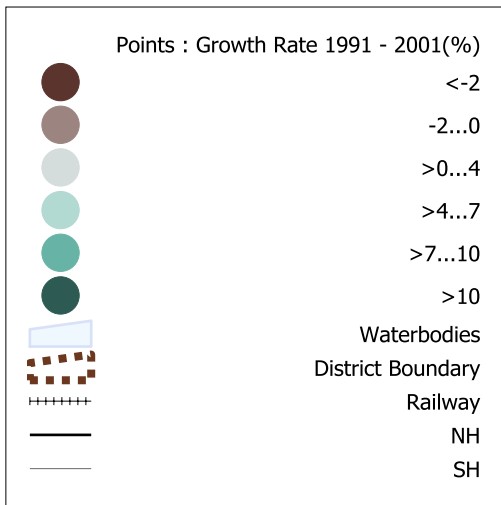 Points : Growth Rate 1991 - 2001(%)
<-2
-2...0
>0...4
>4...7
>7...10
>10
Waterbodies
District Boundary
Railway
NH
SH